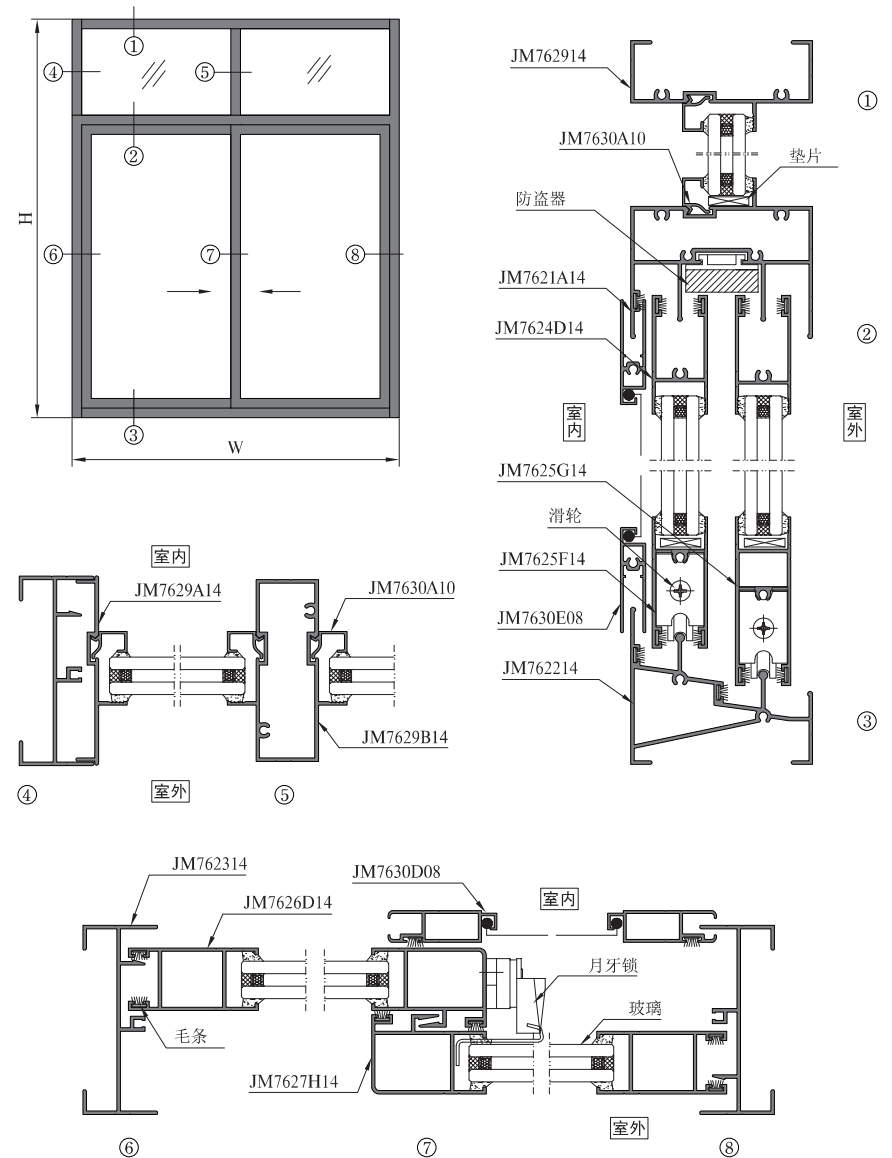 ①
④
⑤
②
H
⑥
⑦
⑧
③
W
JM762914
①
JM7630A10
垫片
防盗器
JM7621A14
JM7624D14
②
室内
室外
JM7625G14
滑轮
JM7625F14
JM7630E08
JM762214
③
室内
JM7629A14
JM7630A10
JM7629B14
④
室外
⑤
JM762314
JM7626D14
JM7630D08
室内
月牙锁
毛条
玻璃
JM7627H14
室外
⑥
⑦
⑧